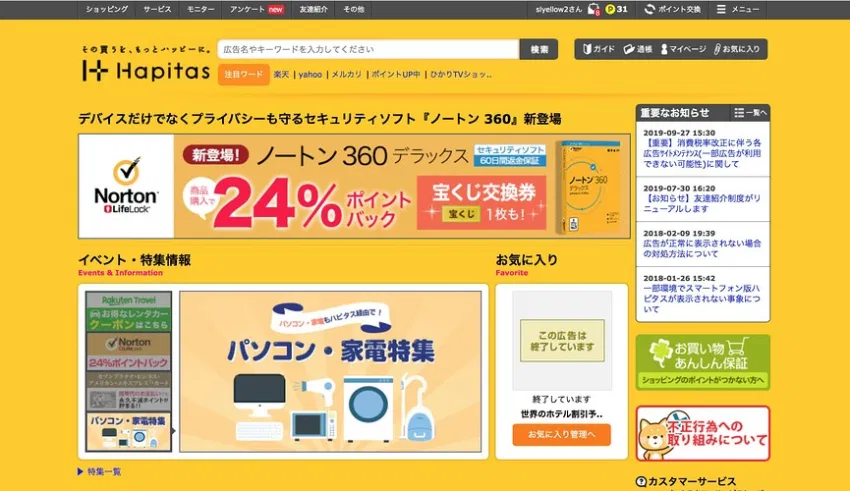 ショッピング サービス モニター アンケート new 友達紹介 その他
slyellow2さん 8 P 31 ポイント交換 メニュー
その買うを、もっとハッピーに。
Hapitas
広告名やキーワードを入力してください 検索
ガイド 通帳 マイページ お気に入り
注目ワード 楽天 | yahoo | メルカリ | ポイントUP中 | ひかりTVショッ..
デバイスだけでなくプライバシーも守るセキュリティソフト『ノートン 360』新登場
Norton
LifeLock
新登場! ノートン 360 デラックス
セキュリティソフト
60日間返金保証
商品
購入で
24%
ポイント
バック
宝くじ交換券
宝くじ 1枚も!
ノートン 360
デラックス
イベント・特集情報
Events & Information
Rakuten Travel
お得なレンタカー
クーポンはこちら
Norton
24%ポイントバック
永久不滅ポイントが
貯まる!!
パソコン・家電特集
パソコン・家電もハピタス経由で!
パソコン・家電特集
特集一覧
お気に入り
Favorite
この広告は
終了しています
終了しています
世界のホテル割引予..
お気に入り管理へ
重要なお知らせ 一覧へ
2019-09-27 15:30
【重要】消費税率改正に伴う各
広告ｻｲﾄﾒﾝﾃﾅﾝｽ(一部広告が利用
できない可能性)に関して
2019-07-30 16:20
【お知らせ】友達紹介制度がリ
ニューアルします
2018-02-09 19:39
広告が正常に表示されない場合
の対処方法について
2018-01-26 15:42
一部環境でスマートフォン版ハ
ピタスが表示されない事象につ
いて
お買い物
あんしん保証
ショッピングのポイントがつかない方へ
不正行為への
取り組みについて
カスタマーサービス